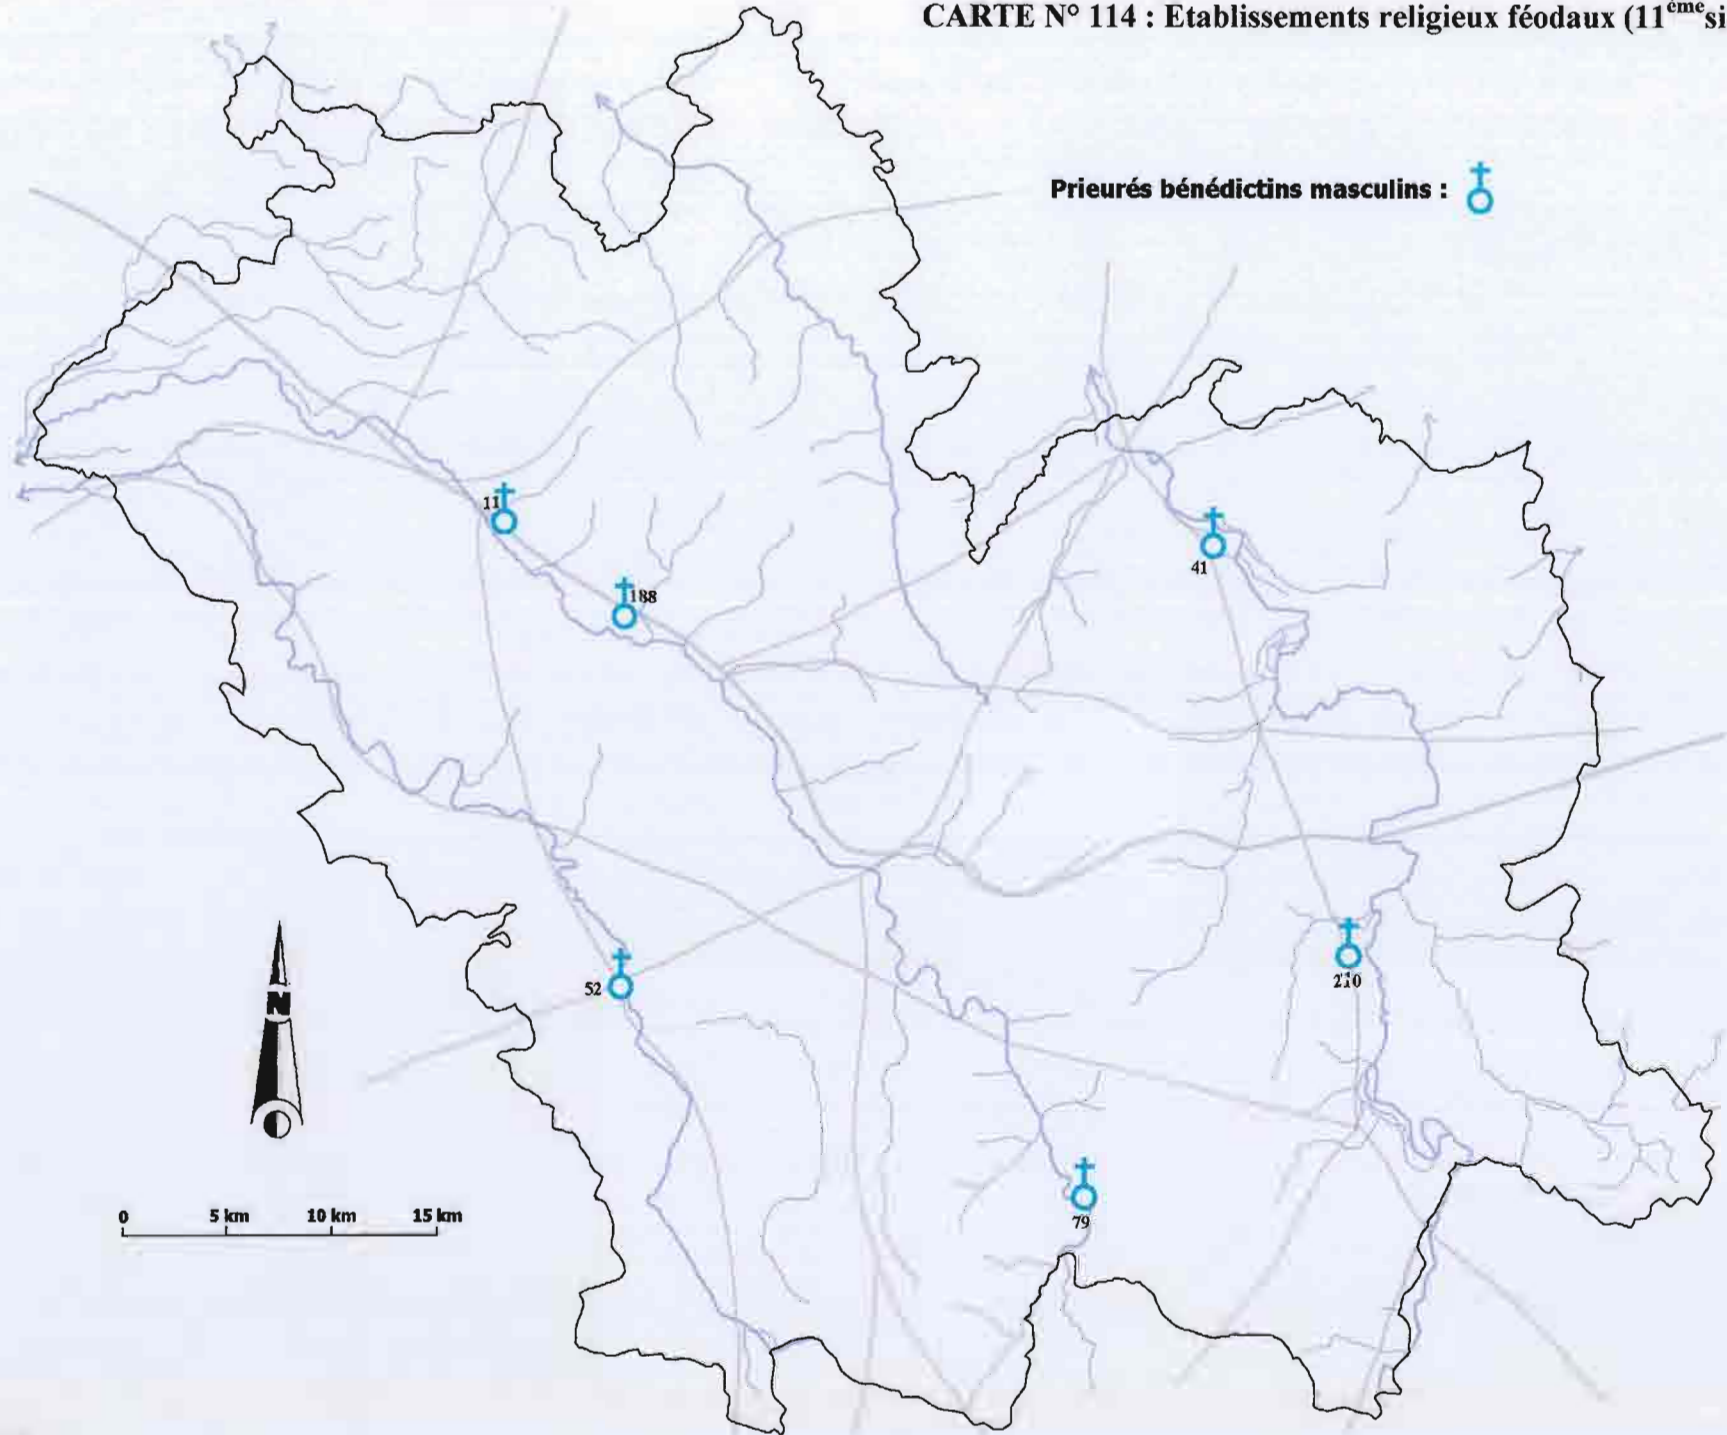 CARTE N° 114 : Etablissements religieux féodaux (11ème si
Prieurés bénédictins masculins :
11
188
41
52
210
79
N
0 5 km 10 km 15 km